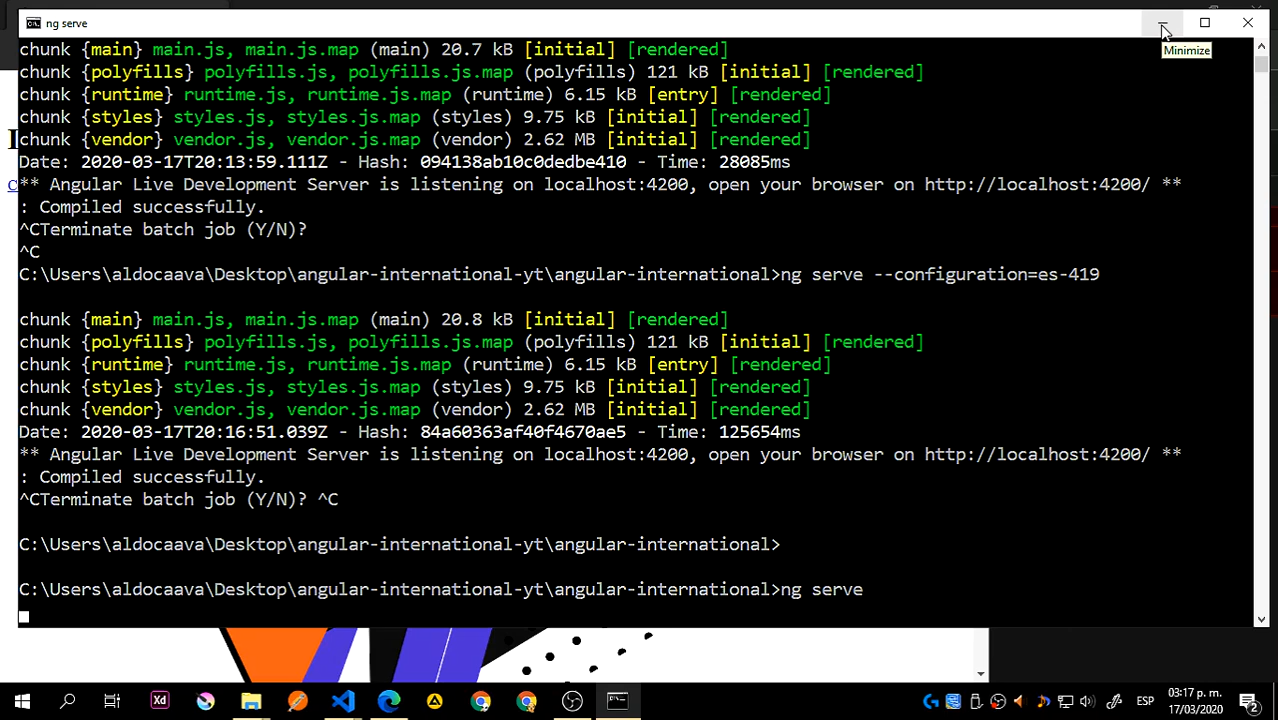 ng serve
Minimize
chunk {main} main.js, main.js.map (main) 20.7 kB [initial] [rendered]
chunk {polyfills} polyfills.js, polyfills.js.map (polyfills) 121 kB [initial] [rendered]
chunk {runtime} runtime.js, runtime.js.map (runtime) 6.15 kB [entry] [rendered]
chunk {styles} styles.js, styles.js.map (styles) 9.75 kB [initial] [rendered]
chunk {vendor} vendor.js, vendor.js.map (vendor) 2.62 MB [initial] [rendered]
Date: 2020-03-17T20:13:59.111Z - Hash: 094138ab10c0dedbe410 - Time: 28085ms
** Angular Live Development Server is listening on localhost:4200, open your browser on http://localhost:4200/ **
: Compiled successfully.
^CTerminate batch job (Y/N)?
^C
C:\Users\aldocaava\Desktop\angular-international-yt\angular-international>ng serve --configuration=es-419
chunk {main} main.js, main.js.map (main) 20.8 kB [initial] [rendered]
chunk {polyfills} polyfills.js, polyfills.js.map (polyfills) 121 kB [initial] [rendered]
chunk {runtime} runtime.js, runtime.js.map (runtime) 6.15 kB [entry] [rendered]
chunk {styles} styles.js, styles.js.map (styles) 9.75 kB [initial] [rendered]
chunk {vendor} vendor.js, vendor.js.map (vendor) 2.62 MB [initial] [rendered]
Date: 2020-03-17T20:16:51.039Z - Hash: 84a60363af40f4670ae5 - Time: 125654ms
** Angular Live Development Server is listening on localhost:4200, open your browser on http://localhost:4200/ **
: Compiled successfully.
^CTerminate batch job (Y/N)? ^C
C:\Users\aldocaava\Desktop\angular-international-yt\angular-international>
C:\Users\aldocaava\Desktop\angular-international-yt\angular-international>ng serve
Xd
ESP
03:17 p. m.
17/03/2020
2